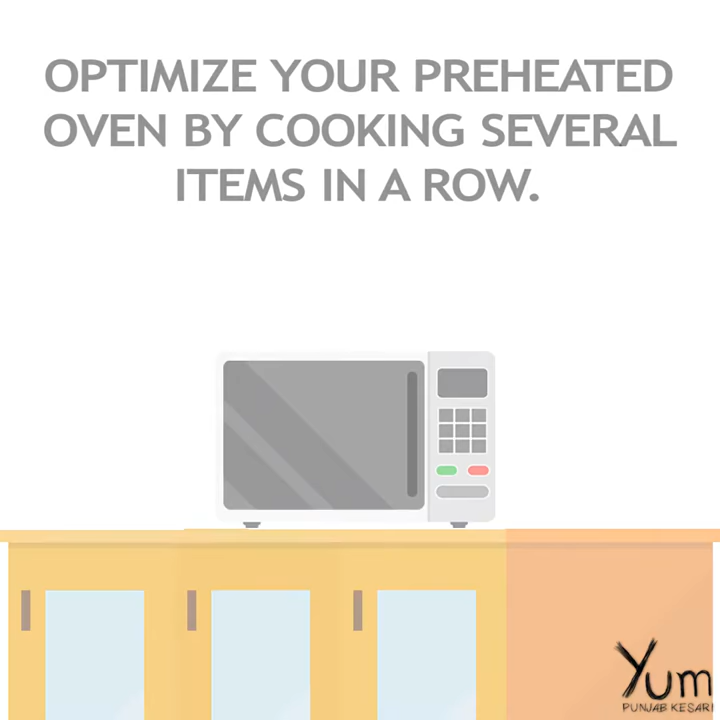 OPTIMIZE YOUR PREHEATED
OVEN BY COOKING SEVERAL
ITEMS IN A ROW.
Yum
PUNJAB KESARI